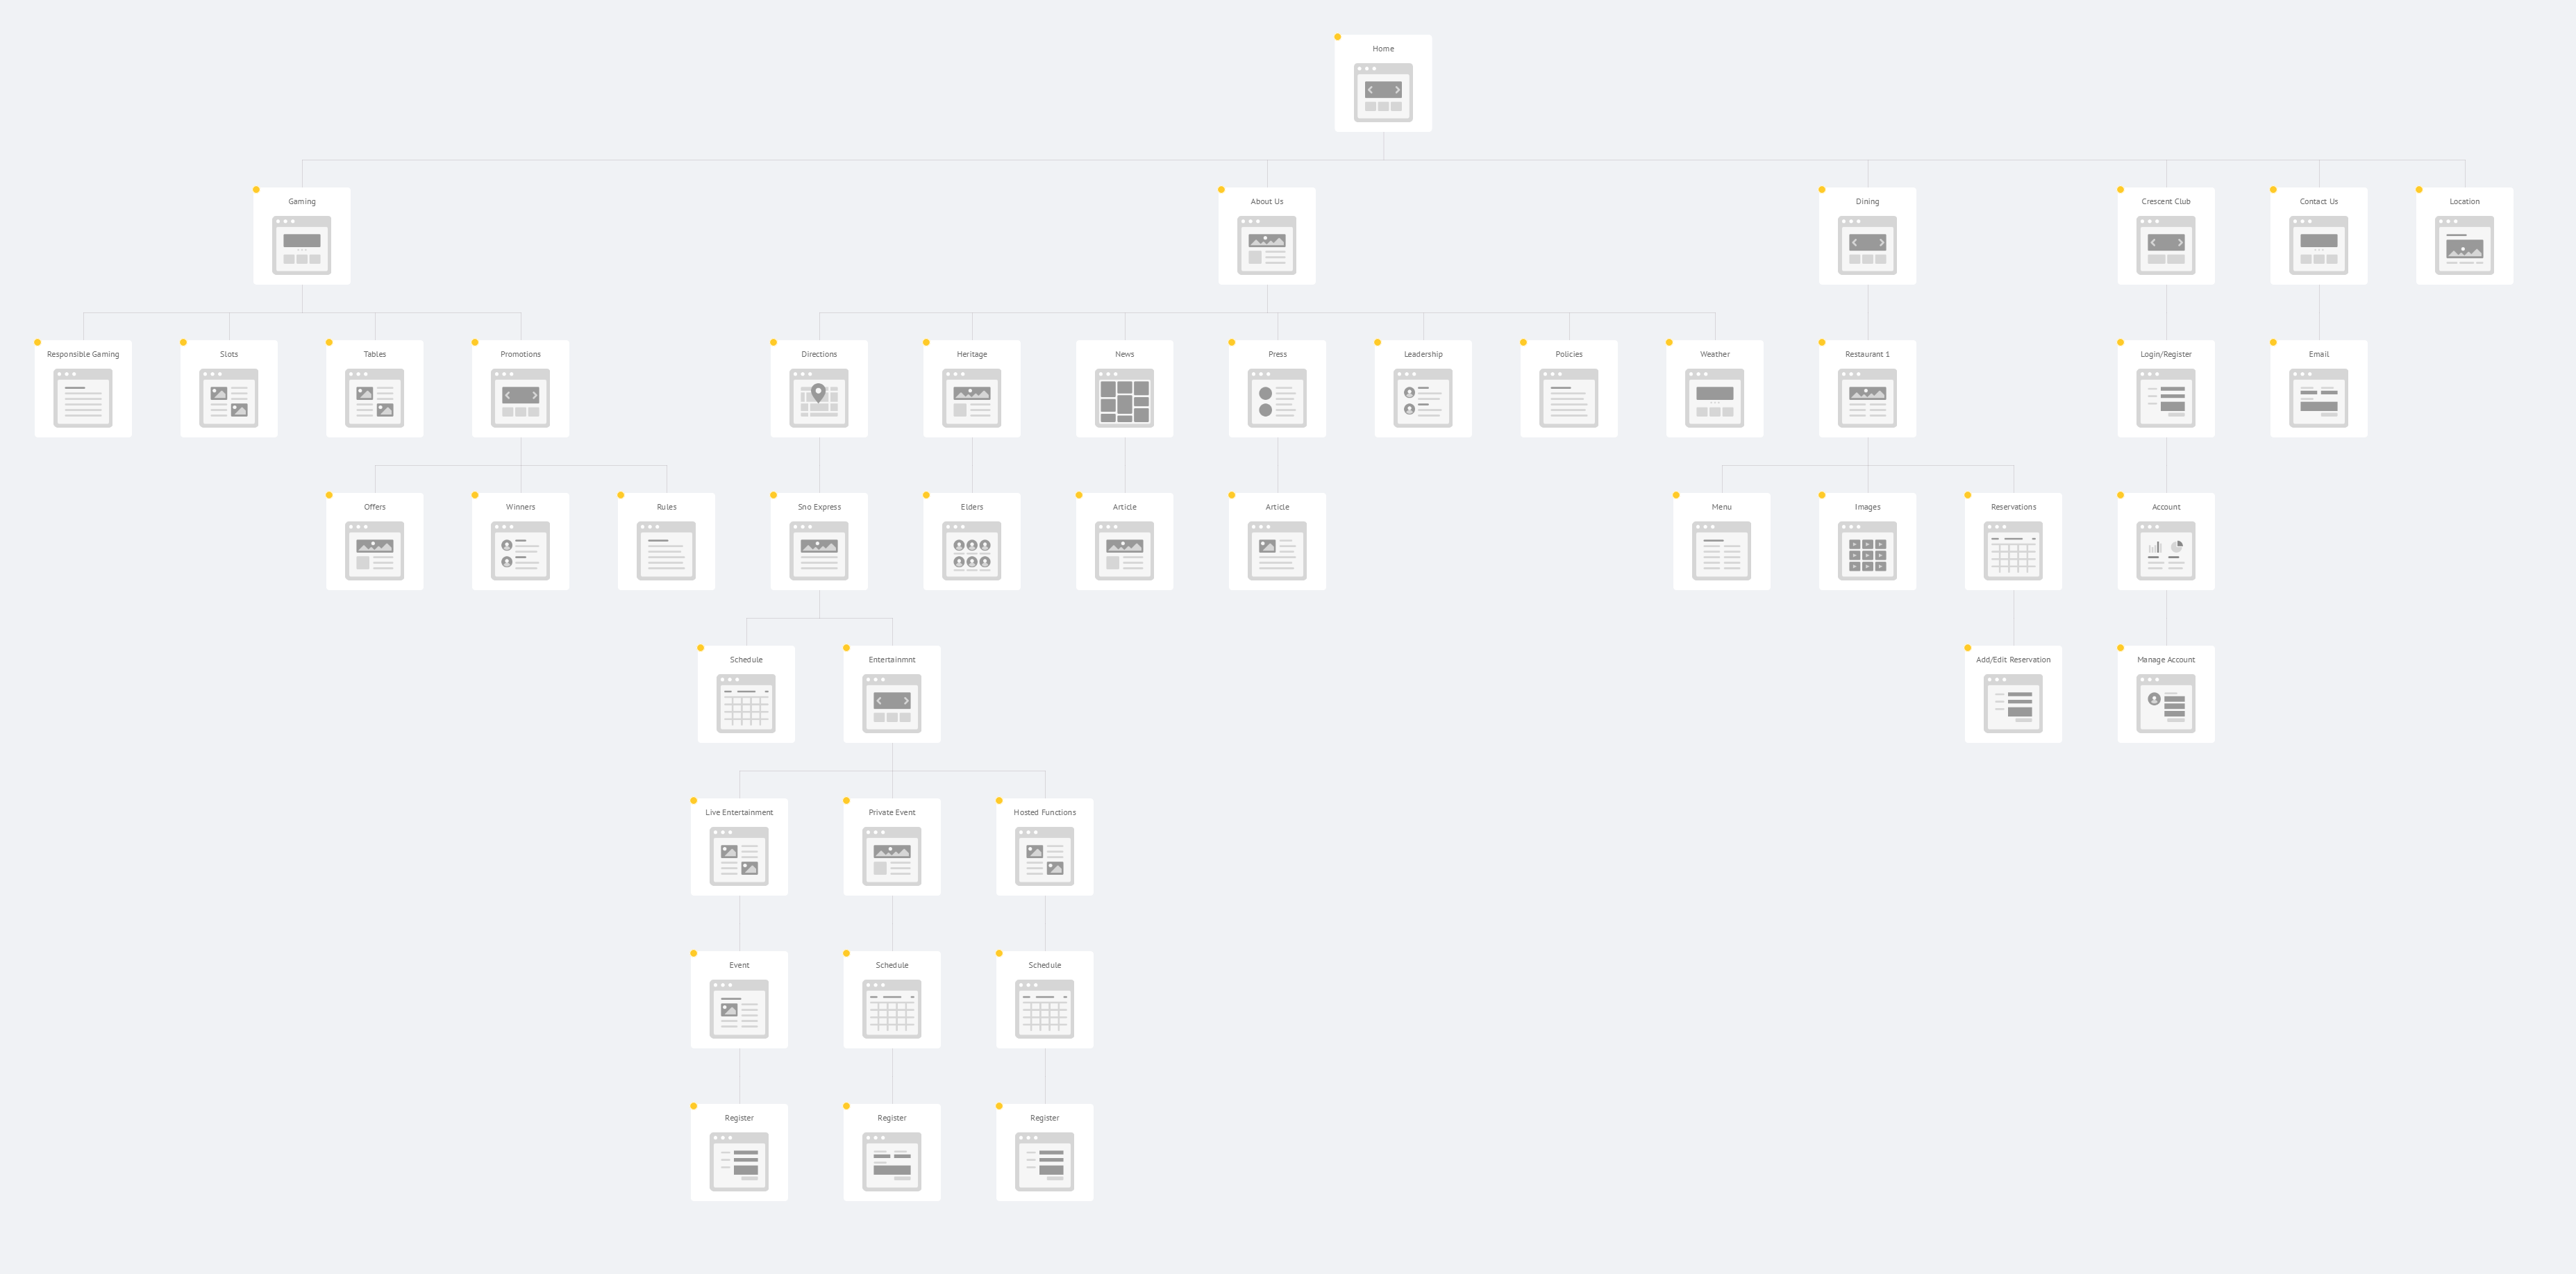 Home
Gaming
About Us
Dining
Crescent Club
Contact Us
Location
Responsible Gaming
Slots
Tables
Promotions
Directions
Heritage
News
Press
Leadership
Policies
Weather
Restaurant 1
Login/Register
Email
Offers
Winners
Rules
Sno Express
Elders
Article
Article
Menu
Images
Reservations
Account
Schedule
Entertainmnt
Add/Edit Reservation
Manage Account
Live Entertainment
Private Event
Hosted Functions
Event
Schedule
Schedule
Register
Register
Register